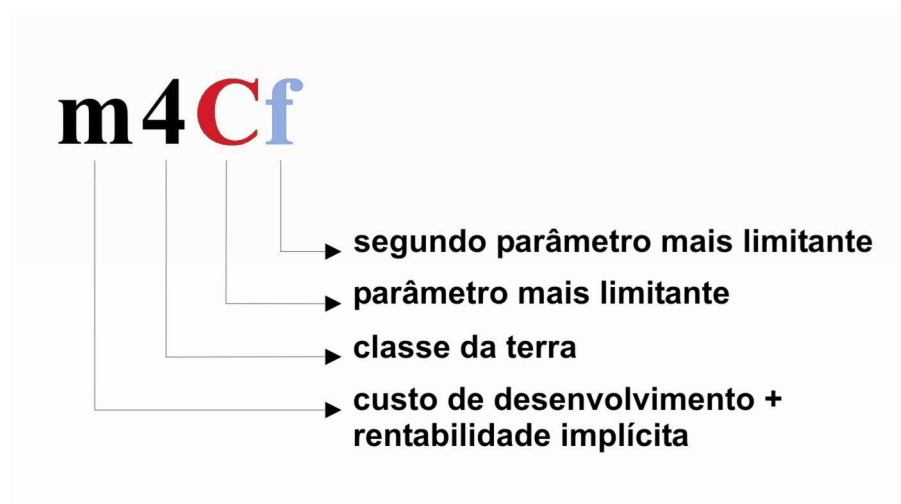 m4Cf
segundo parâmetro mais limitante
parâmetro mais limitante
classe da terra
custo de desenvolvimento +
rentabilidade implícita